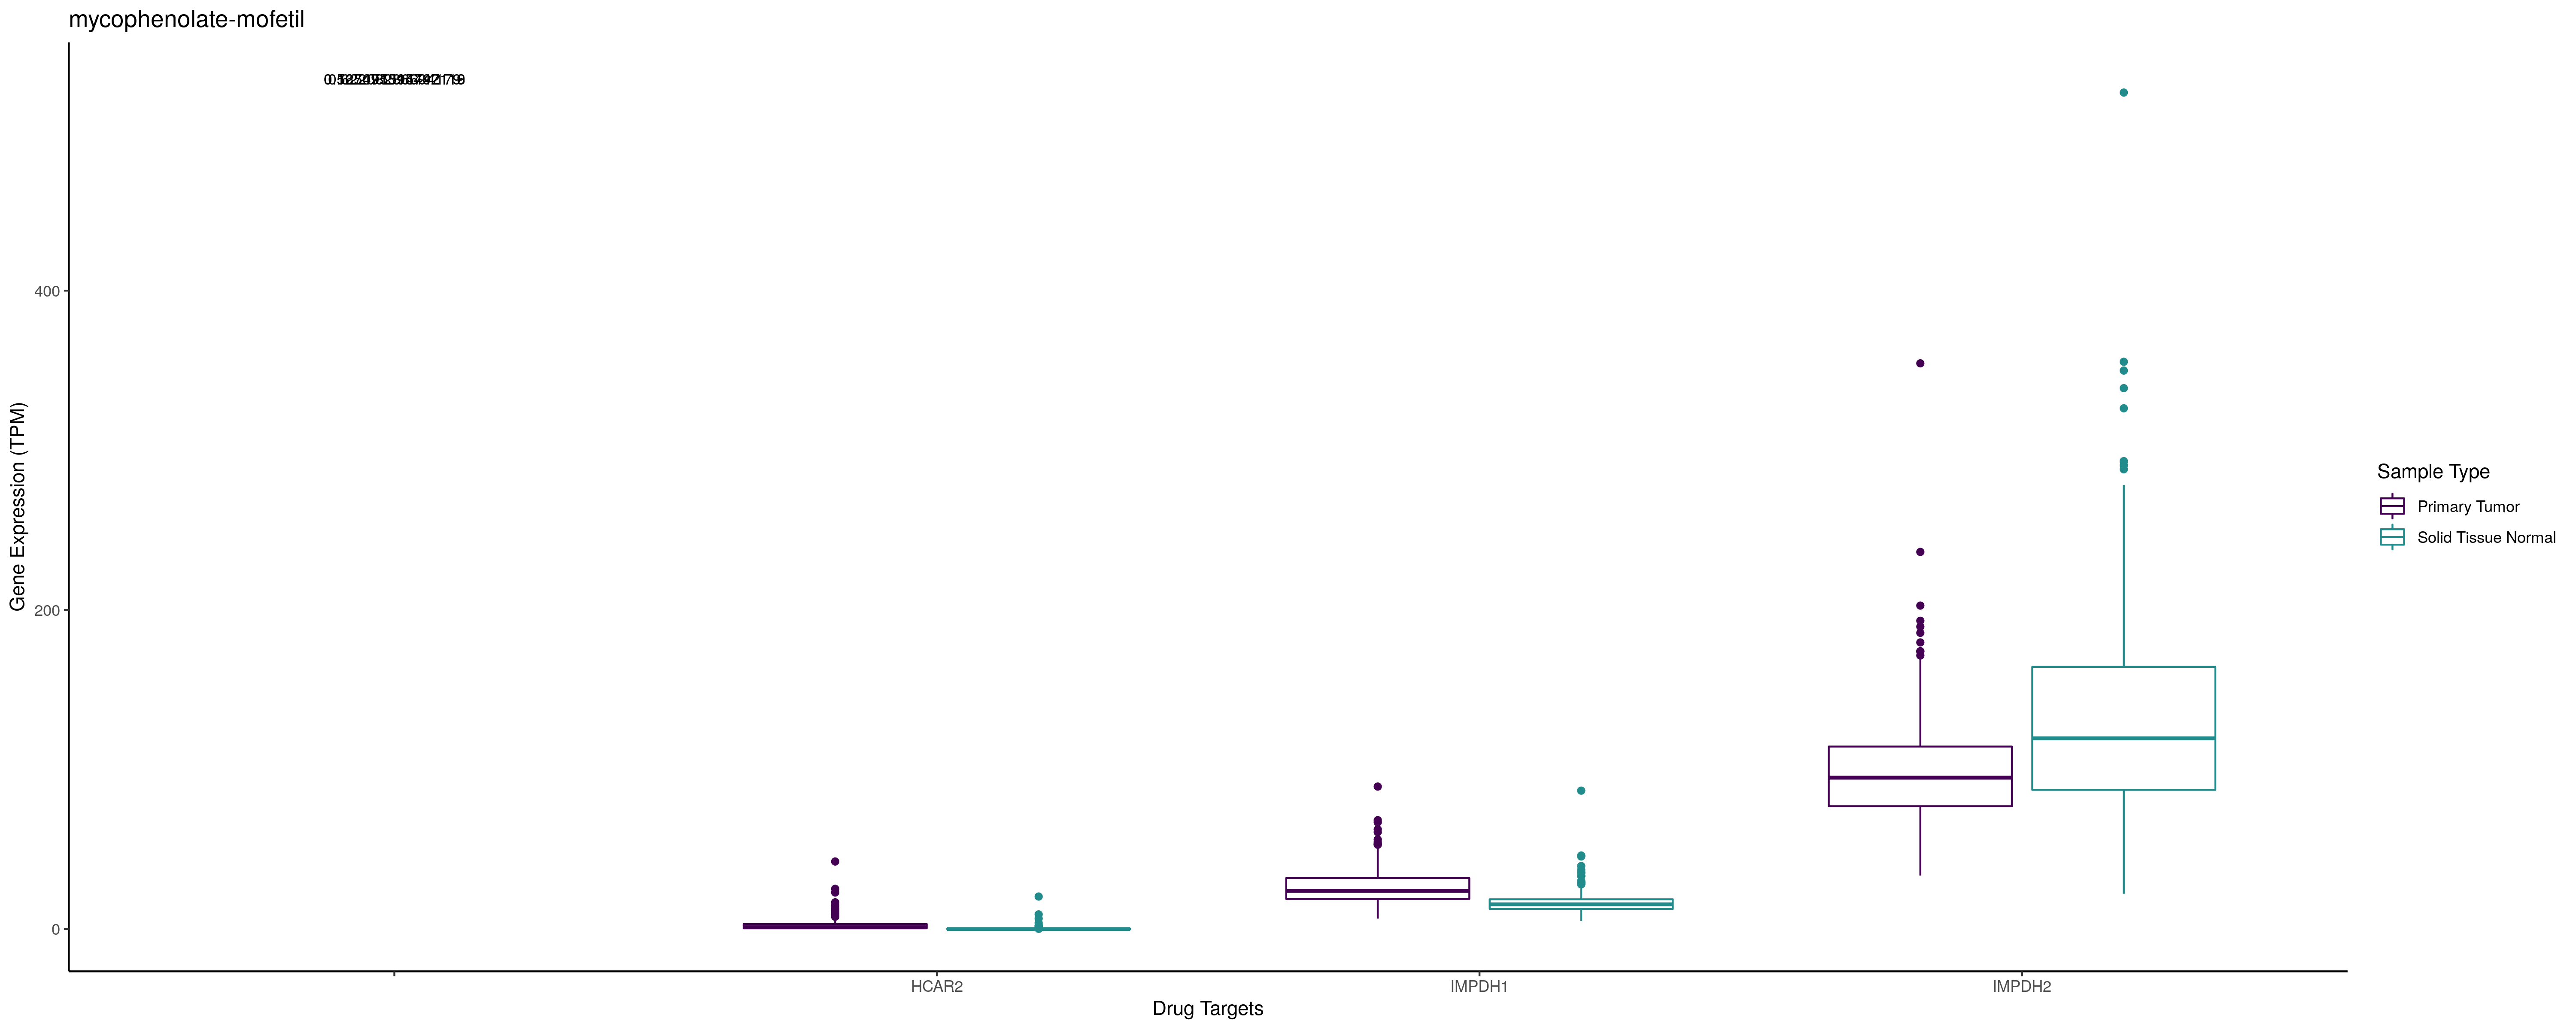 mycophenolate-mofetil
400
200
0
Gene Expression (TPM)
HCAR2
IMPDH1
IMPDH2
Drug Targets
Sample Type
Primary Tumor
Solid Tissue Normal